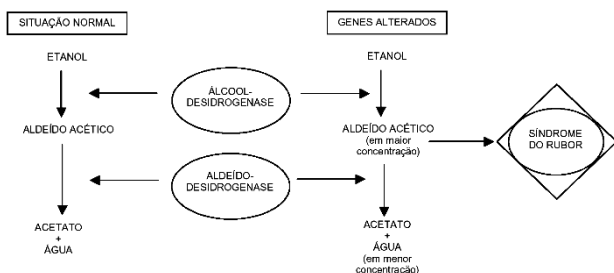 SITUAÇÃO NORMAL
GENES ALTERADOS
ETANOL
ETANOL
ÁLCOOL-
DESIDROGENASE
ALDEÍDO ACÉTICO
ALDEÍDO ACÉTICO
(em maior
concentração)
SÍNDROME
DO RUBOR
ALDEÍDO-
DESIDROGENASE
ACETATO
+
ÁGUA
ACETATO
+
ÁGUA
(em menor
concentração)